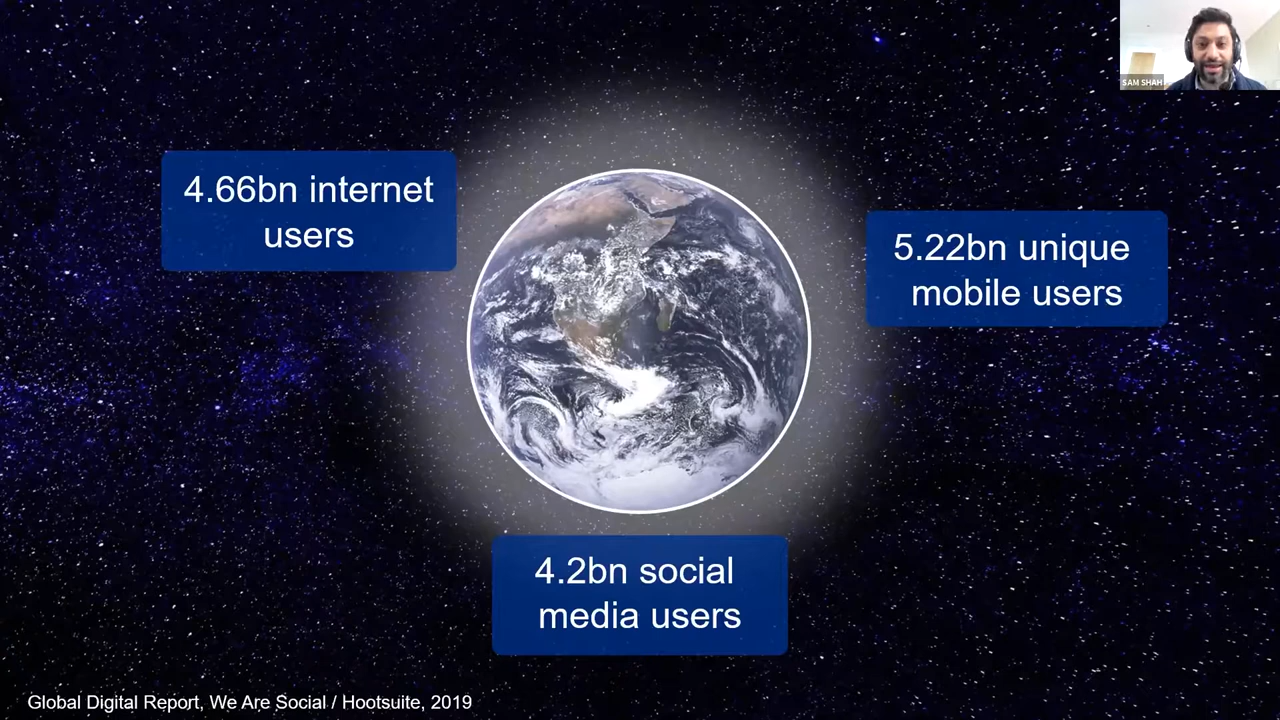 SAM SHAH
4.66bn internet
users
5.22bn unique
mobile users
4.2bn social
media users
Global Digital Report, We Are Social / Hootsuite, 2019